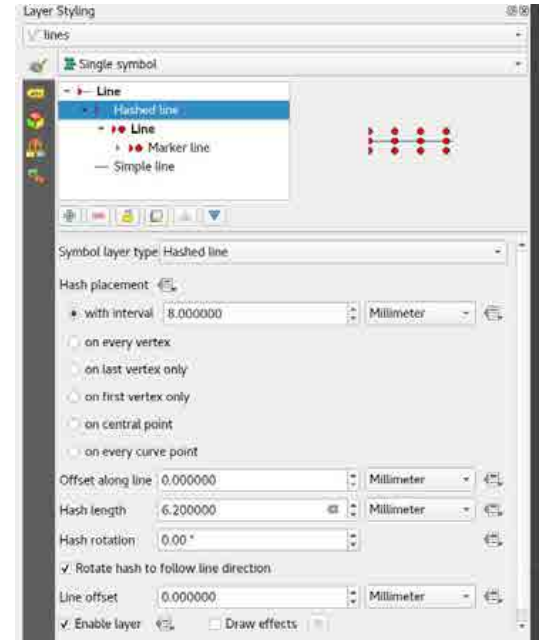 Layer Styling
lines
Single symbol
Line
Hashed line
Line
Marker line
Simple line
Symbol layer type Hashed line
Hash placement
with interval 8.000000 Millimeter
on every vertex
on last vertex only
on first vertex only
on central point
on every curve point
Offset along line 0.000000 Millimeter
Hash length 6.200000 Millimeter
Hash rotation 0.00 °
Rotate hash to follow line direction
Line offset 0.000000 Millimeter
Enable layer Draw effects